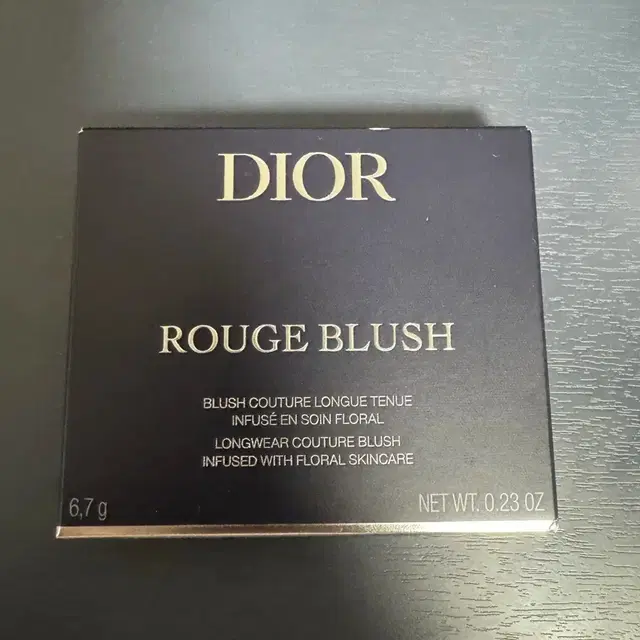 DIOR
ROUGE BLUSH
BLUSH COUTURE LONGUE TENUE
INFUSÉ EN SOIN FLORAL
LONGWEAR COUTURE BLUSH
INFUSED WITH FLORAL SKINCARE
6,7 g NET WT. 0.23 OZ